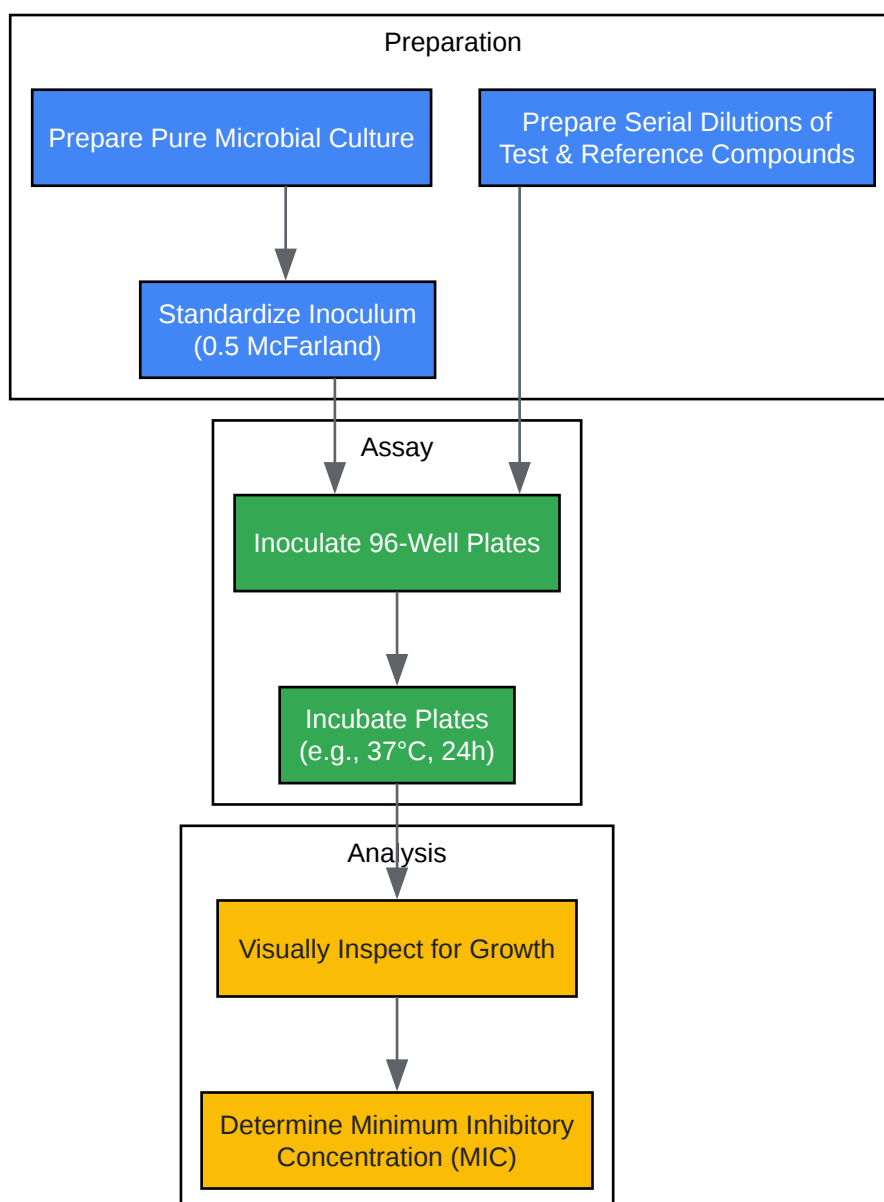 Preparation
Prepare Pure Microbial Culture
Prepare Serial Dilutions of
Test & Reference Compounds
Standardize Inoculum
(0.5 McFarland)
Assay
Inoculate 96-Well Plates
Incubate Plates
(e.g., 37°C, 24h)
Analysis
Visually Inspect for Growth
Determine Minimum Inhibitory
Concentration (MIC)